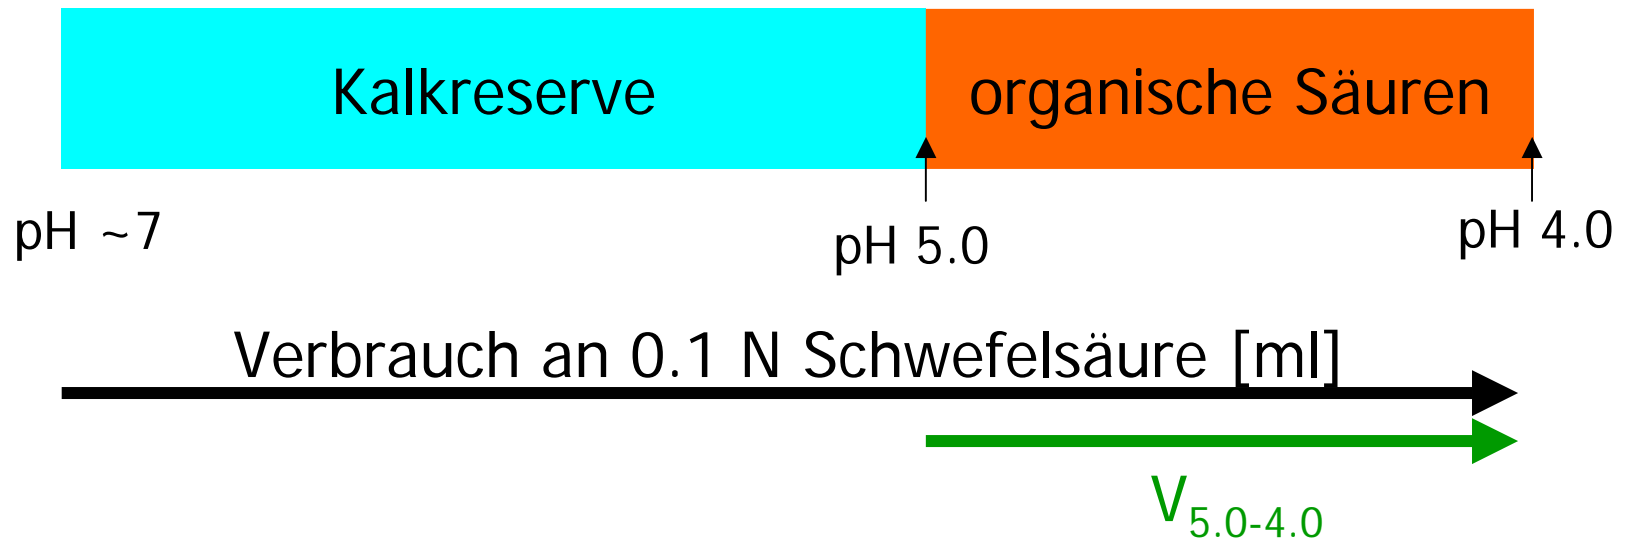 Kalkreserve organische Säuren
pH ~7 pH 5.0 pH 4.0
Verbrauch an 0.1 N Schwefelsäure [ml]
V5.0-4.0